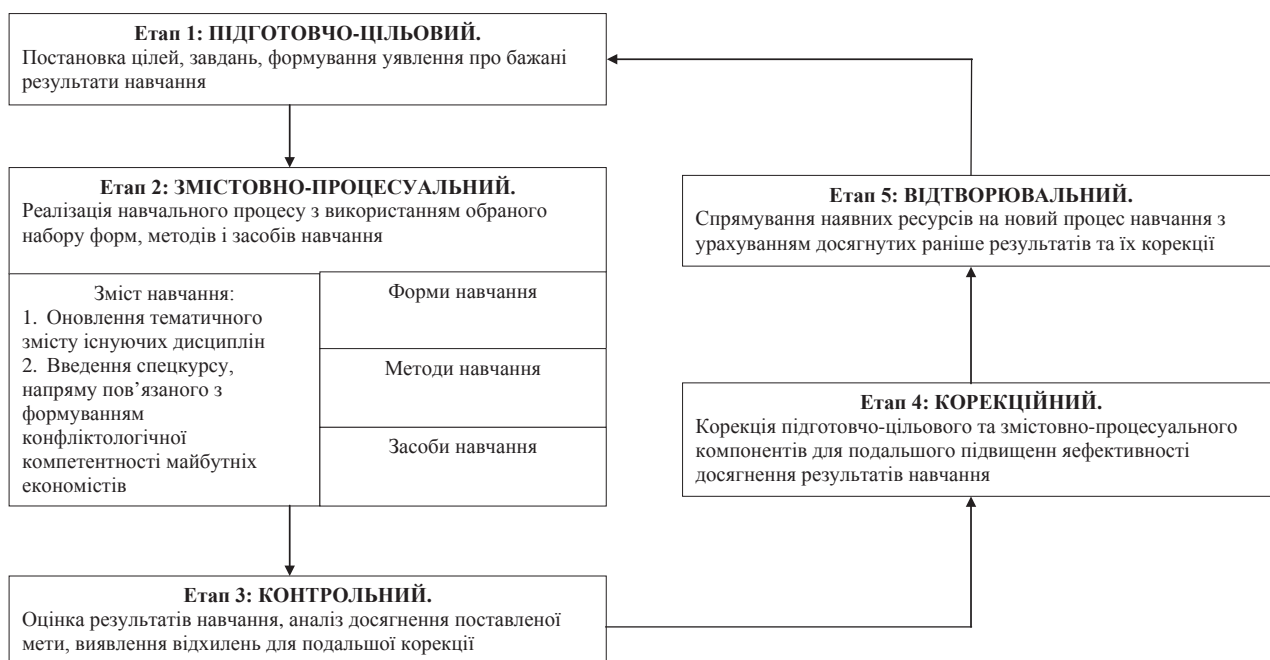 Етап 1: ПІДГОТОВЧО-ЦІЛЬОВИЙ.
Постановка цілей, завдань, формування уявлення про бажані
результати навчання
Етап 2: ЗМІСТОВНО-ПРОЦЕСУАЛЬНИЙ.
Реалізація навчального процесу з використанням обраного
набору форм, методів і засобів навчання
Зміст навчання:
1. Оновлення тематичного
змісту існуючих дисциплін
2. Введення спецкурсу,
напряму пов’язаного з
формуванням
конфліктологічної
компетентності майбутніх
економістів
Форми навчання
Методи навчання
Засоби навчання
Етап 3: КОНТРОЛЬНИЙ.
Оцінка результатів навчання, аналіз досягнення поставленої
мети, виявлення відхилень для подальшої корекції
Етап 4: КОРЕКЦІЙНИЙ.
Корекція підготовчо-цільового та змістовно-процесуального
компонентів для подальшого підвищенн яефективності
досягнення результатів навчання
Етап 5: ВІДТВОРЮВАЛЬНИЙ.
Спрямування наявних ресурсів на новий процес навчання з
урахуванням досягнутих раніше результатів та їх корекції